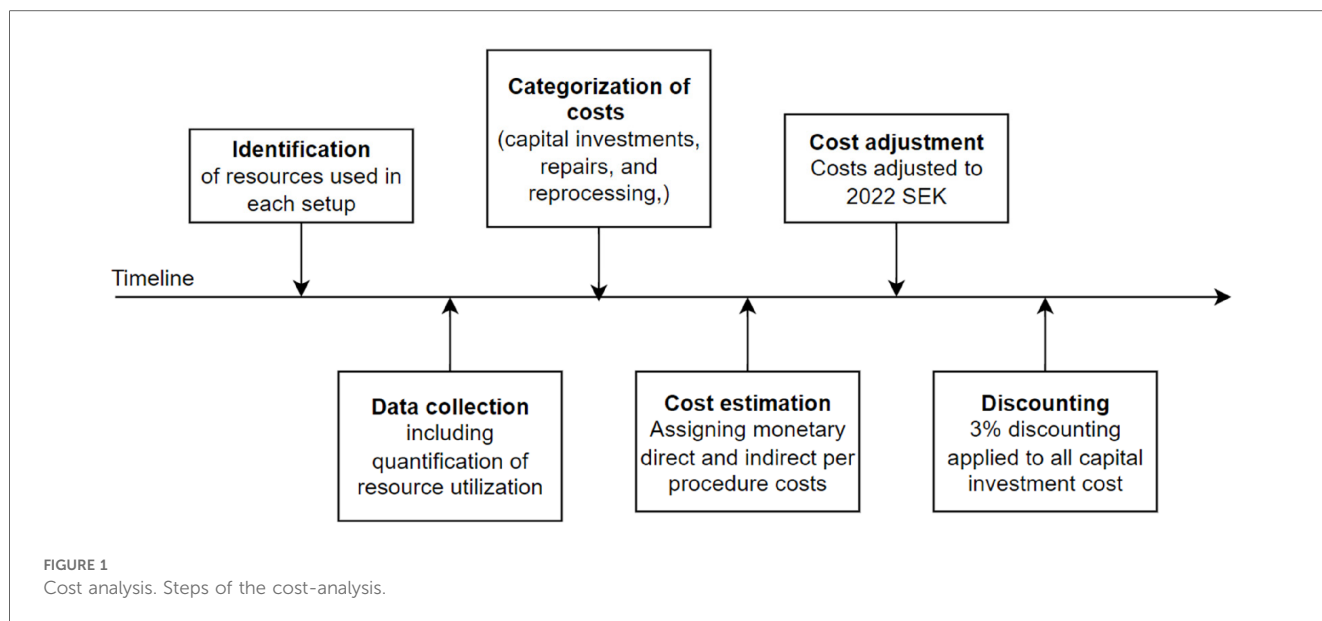 Identification
of resources used in
each setup
Categorization of
costs
(capital investments,
repairs, and
reprocessing,)
Cost adjustment
Costs adjusted to
2022 SEK
Timeline
Data collection
including
quantification of
resource utilization
Cost estimation
Assigning monetary
direct and indirect per
procedure costs
Discounting
3% discounting
applied to all capital
investment cost
FIGURE 1
Cost analysis. Steps of the cost-analysis.